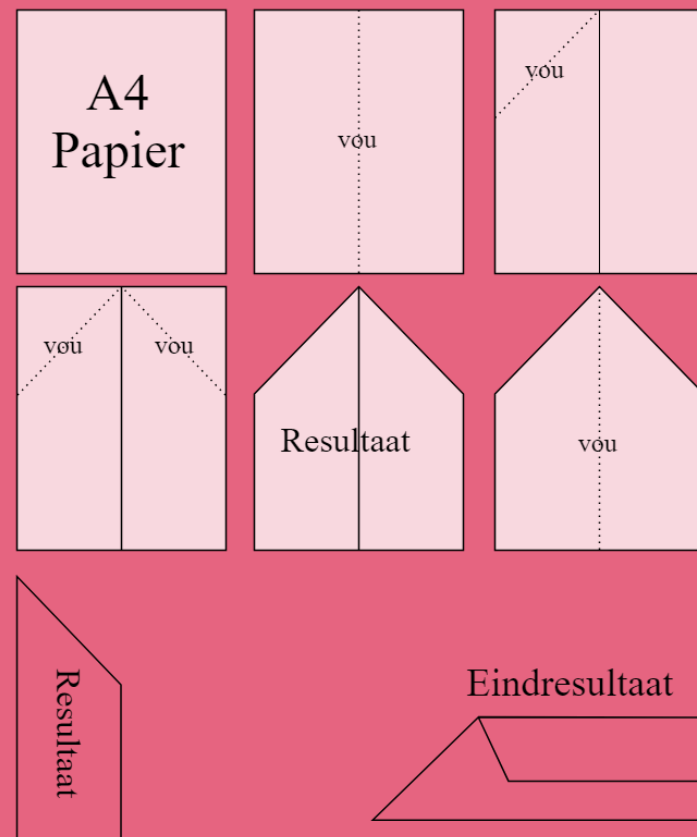 A4
Papier
vou
vou
vou
vou
Resultaat
vou
Resultaat
Eindresultaat